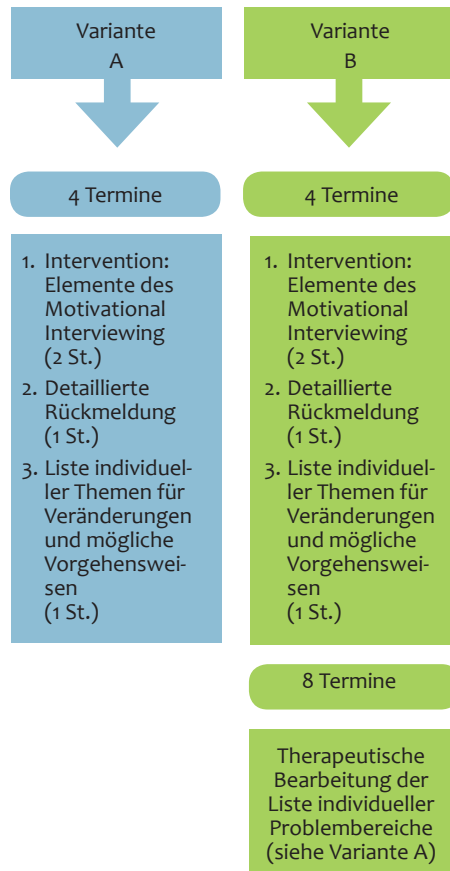 Variante
A
4 Termine
1. Intervention:
Elemente des
Motivational
Interviewing
(2 St.)
2. Detaillierte
Rückmeldung
(1 St.)
3. Liste individuel-
ler Themen für
Veränderungen
und mögliche
Vorgehenswei-
sen
(1 St.)
Variante
B
4 Termine
1. Intervention:
Elemente des
Motivational
Interviewing
(2 St.)
2. Detaillierte
Rückmeldung
(1 St.)
3. Liste individuel-
ler Themen für
Veränderungen
und mögliche
Vorgehenswei-
sen
(1 St.)
8 Termine
Therapeutische
Bearbeitung der
Liste individueller
Problembereiche
(siehe Variante A)